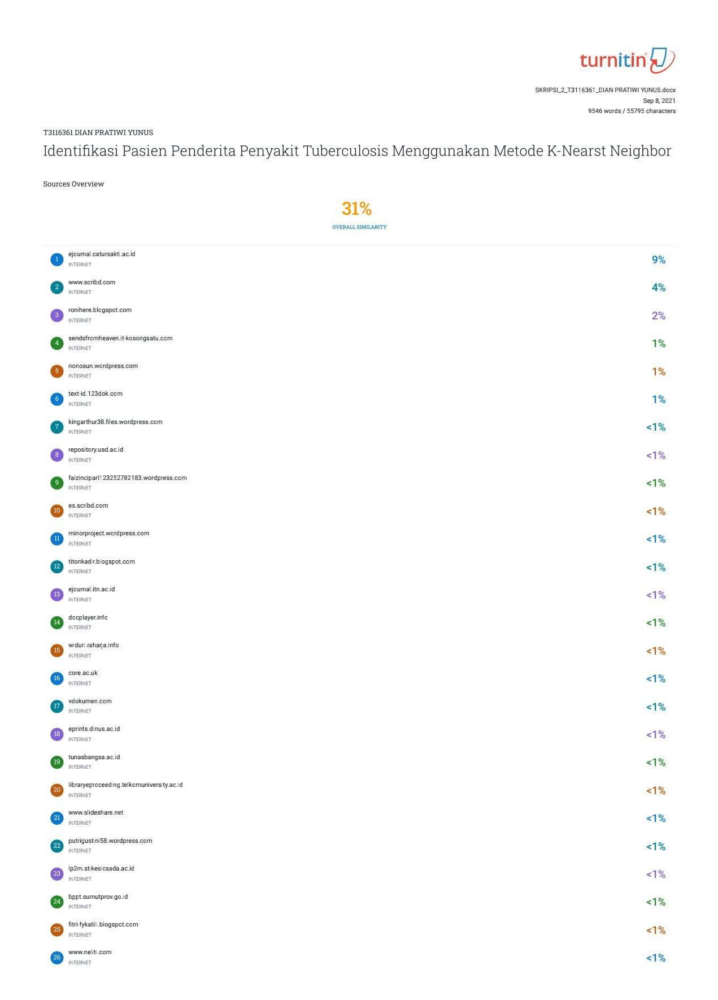 turnitin
SKRIPSI_2_T3116361_DIAN PRATIWI YUNUS.docx
Sep 8, 2021
9546 words / 55795 characters
T3116361 DIAN PRATIWI YUNUS
Identifikasi Pasien Penderita Penyakit Tuberculosis Menggunakan Metode K-Nearst Neighbor
Sources Overview
31%
OVERALL SIMILARITY
1 ejournal.catursakti.ac.id 9%
INTERNET
2 www.scribd.com 4%
INTERNET
3 ronihere.blogspot.com 2%
INTERNET
4 sendsfromheaven.it-kosongsatu.com 1%
INTERNET
5 nonosun.wordpress.com 1%
INTERNET
6 text-id.123dok.com 1%
INTERNET
7 kingarthur38.files.wordpress.com <1%
INTERNET
8 repository.usd.ac.id <1%
INTERNET
9 faizincipari123252782183.wordpress.com <1%
INTERNET
10 es.scribd.com <1%
INTERNET
11 minorproject.wordpress.com <1%
INTERNET
12 titonkadir.blogspot.com <1%
INTERNET
13 ejournal.itn.ac.id <1%
INTERNET
14 docplayer.info <1%
INTERNET
15 widuri.raharja.info <1%
INTERNET
16 core.ac.uk <1%
INTERNET
17 vdokumen.com <1%
INTERNET
18 eprints.dinus.ac.id <1%
INTERNET
19 tunasbangsa.ac.id <1%
INTERNET
20 libraryeproceeding.telkomuniversity.ac.id <1%
INTERNET
21 www.slideshare.net <1%
INTERNET
22 putrigustini58.wordpress.com <1%
INTERNET
23 lp2m.stikesicsada.ac.id <1%
INTERNET
24 bppt.sumutprov.go.id <1%
INTERNET
25 fitri-fykatili.blogspot.com <1%
INTERNET
26 www.neliti.com <1%
INTERNET